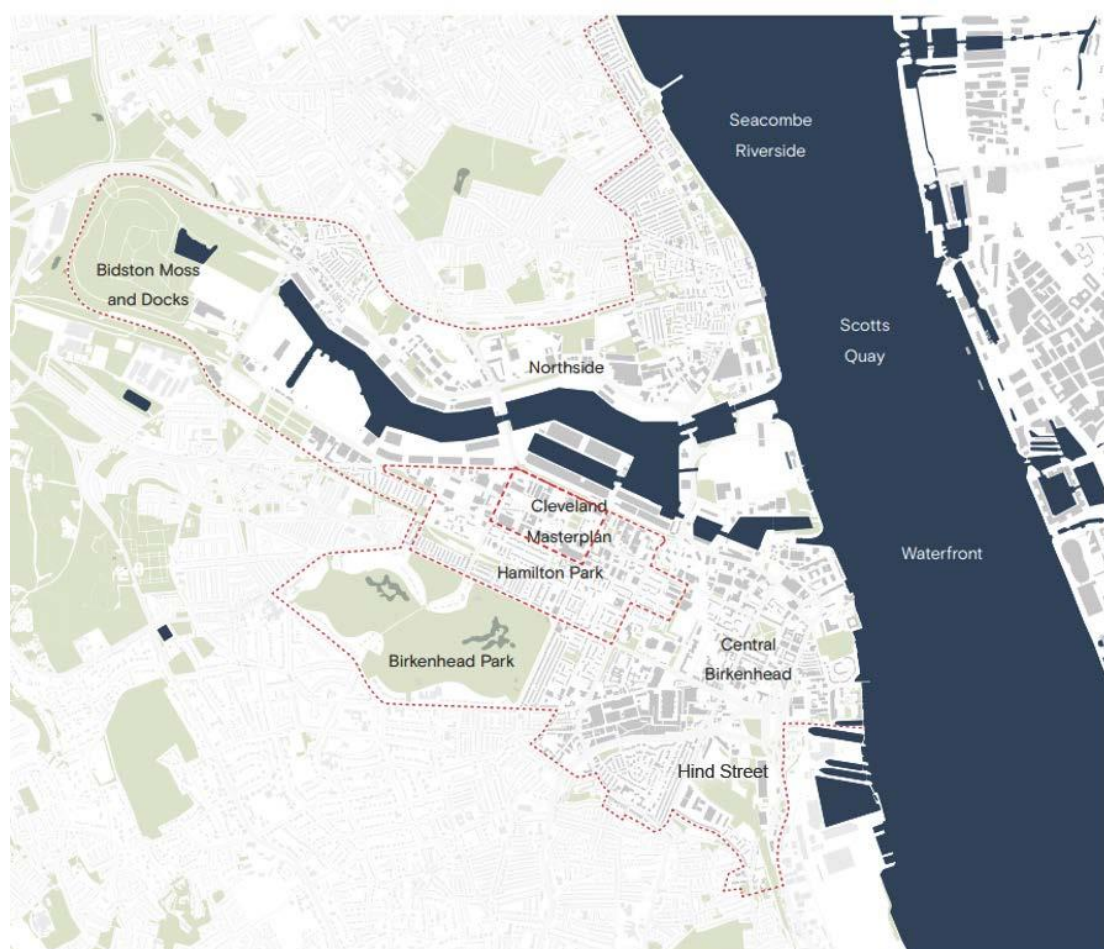 Seacombe
Riverside
Bidston Moss
and Docks
Scotts
Quay
Northside
Cleveland
Masterplan
Waterfront
Hamilton Park
Birkenhead Park
Central
Birkenhead
Hind Street